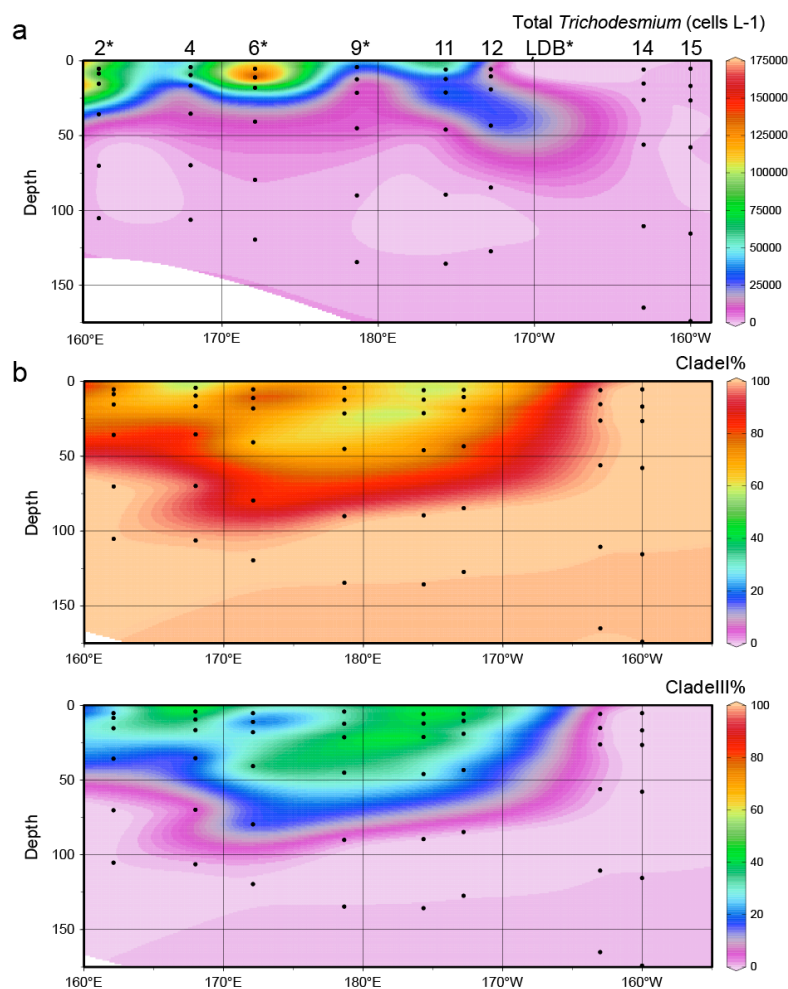 a
Total Trichodesmium (cells L-1)
2* 4 6* 9* 11 12 LDB* 14 15
0
50
100
150
Depth
160°E 170°E 180°E 170°W 160°W
175000
150000
125000
100000
75000
50000
25000
0
b
CladeI%
0
50
100
150
Depth
160°E 170°E 180°E 170°W 160°W
100
80
60
40
20
0
CladeIII%
0
50
100
150
Depth
160°E 170°E 180°E 170°W 160°W
100
80
60
40
20
0